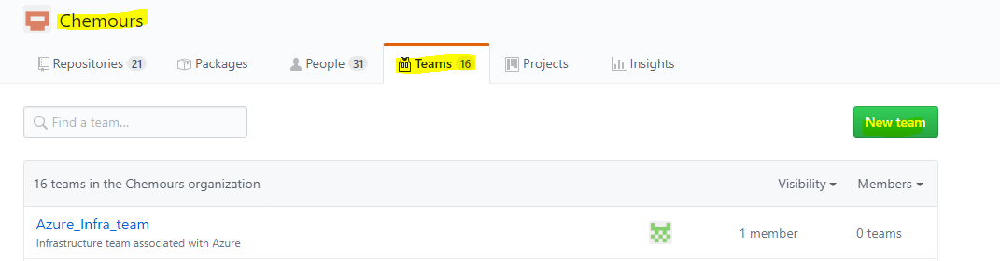 Chemours
Repositories 21 Packages People 31 Teams 16 Projects Insights
Find a team... New team
16 teams in the Chemours organization Visibility Members
Azure_Infra_team 1 member 0 teams
Infrastructure team associated with Azure